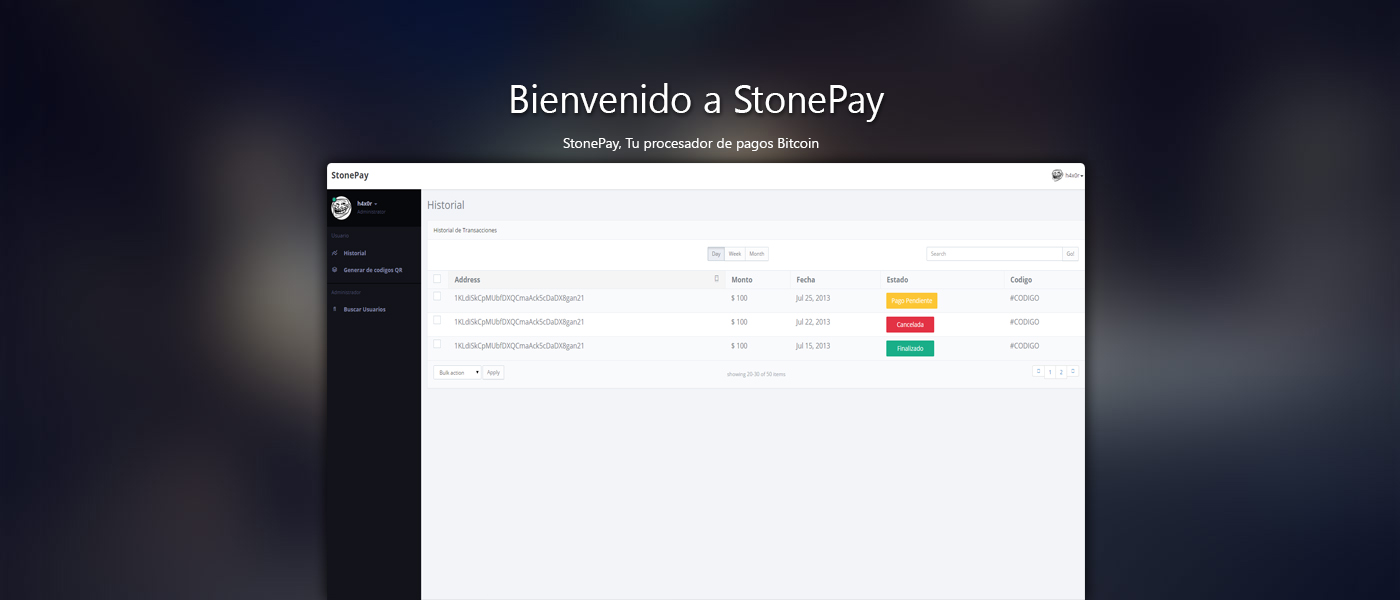 Bienvenido a StonePay
StonePay, Tu procesador de pagos Bitcoin
StonePay
h4x0r
h4x0r
Administrador
Usuario
Historial
Generar de codigos QR
Administrador
Buscar Usuarios
Historial
Historial de Transacciones
Day Week Month Search Go!
Address Monto Fecha Estado Codigo
1KLdiSkCpMUbfDXQCmaAck5cDaDX8gan21 $ 100 Jul 25, 2013 Pago Pendiente #CODIGO
1KLdiSkCpMUbfDXQCmaAck5cDaDX8gan21 $ 100 Jul 22, 2013 Cancelada #CODIGO
1KLdiSkCpMUbfDXQCmaAck5cDaDX8gan21 $ 100 Jul 15, 2013 Finalizado #CODIGO
Bulk action Apply showing 20-30 of 50 items 1 2